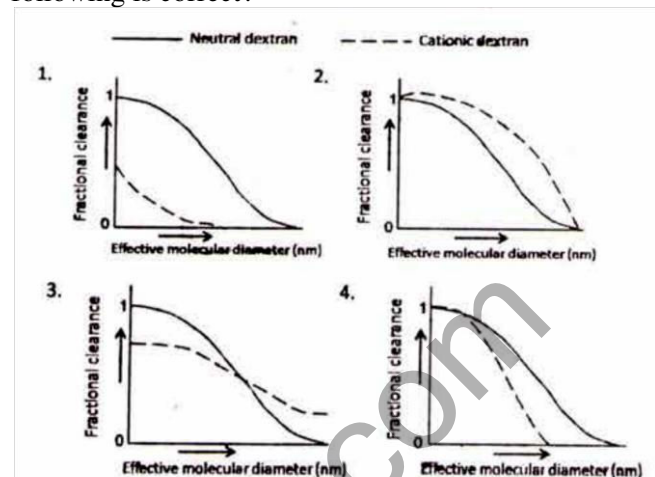 following is correct?
Neutral dextran Cationic dextran
1.
1
Fractional clearance
0
Effective molecular diameter (nm)
2.
1
Fractional clearance
0
Effective molecular diameter (nm)
3.
1
Fractional clearance
0
Effective molecular diameter (nm)
4.
1
Fractional clearance
0
Effective molecular diameter (nm)
com